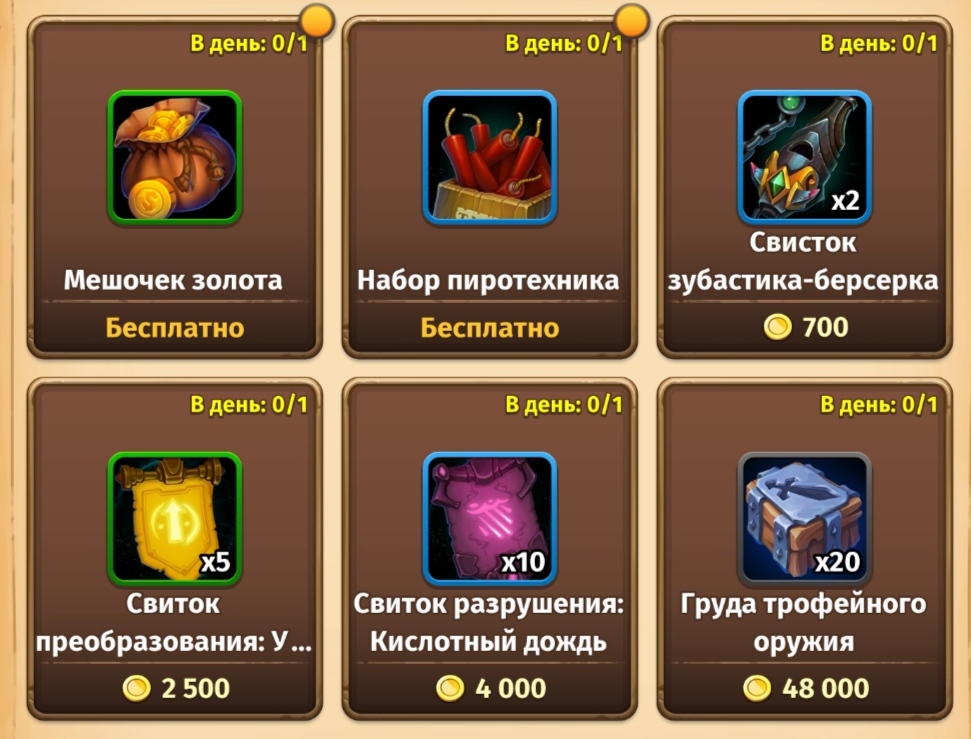 В день: 0/1
Мешочек золота
Бесплатно
В день: 0/1
Набор пиротехника
Бесплатно
В день: 0/1
x2
Свисток
зубастика-берсерка
700
В день: 0/1
x5
Свиток
преобразования: У...
2 500
В день: 0/1
x10
Свиток разрушения:
Кислотный дождь
4 000
В день: 0/1
x20
Груда трофейного
оружия
48 000